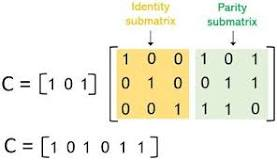 Identity submatrix
Parity submatrix
1 0 0 1 0 1
C = [1 0 1] 0 1 0 0 1 1
0 0 1 1 1 0
C = [1 0 1 0 1 1]